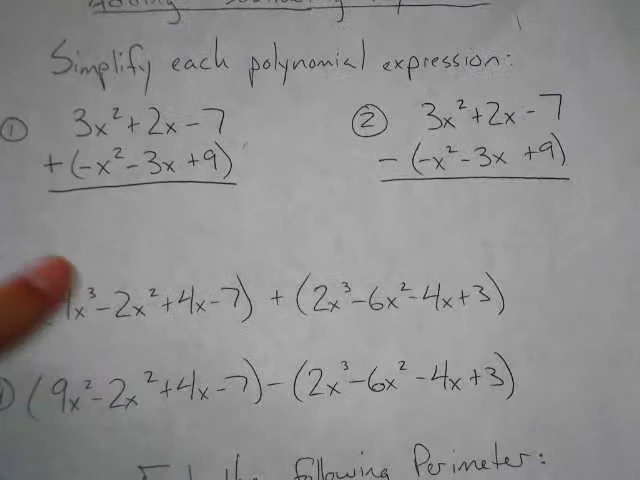 Simplify each polynomial expression:
① 3x²+2x-7
+(-x²-3x+9)
② 3x²+2x-7
-(-x²-3x+9)
x³-2x²+4x-7) + (2x³-6x²-4x+3)
(9x²-2x²+4x-7)-(2x³-6x²-4x+3)
the following Perimeter: